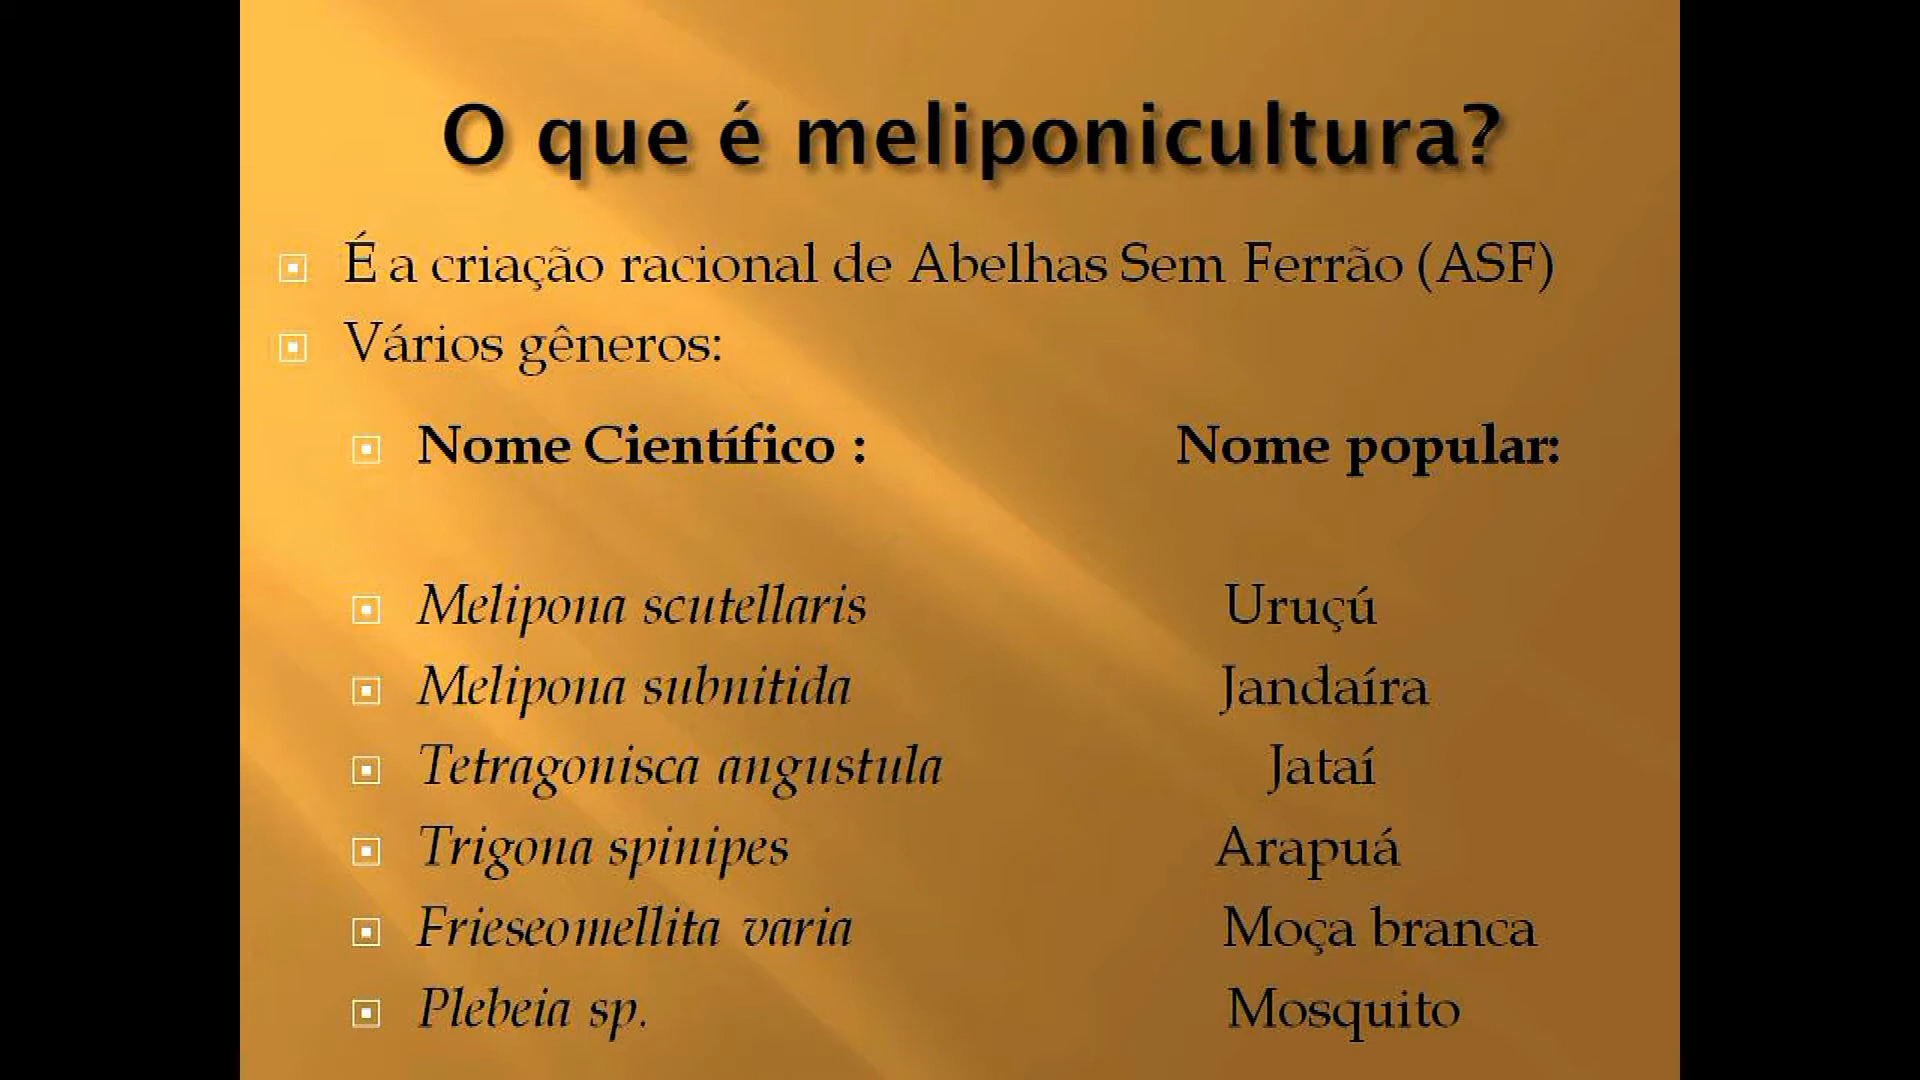 O que é meliponicultura?
É a criação racional de Abelhas Sem Ferrão (ASF)
Vários gêneros:
Nome Científico : Nome popular:
Melipona scutellaris Uruçú
Melipona subnitida Jandaíra
Tetragonisca angustula Jataí
Trigona spinipes Arapuá
Frieseomellita varia Moça branca
Plebeia sp. Mosquito